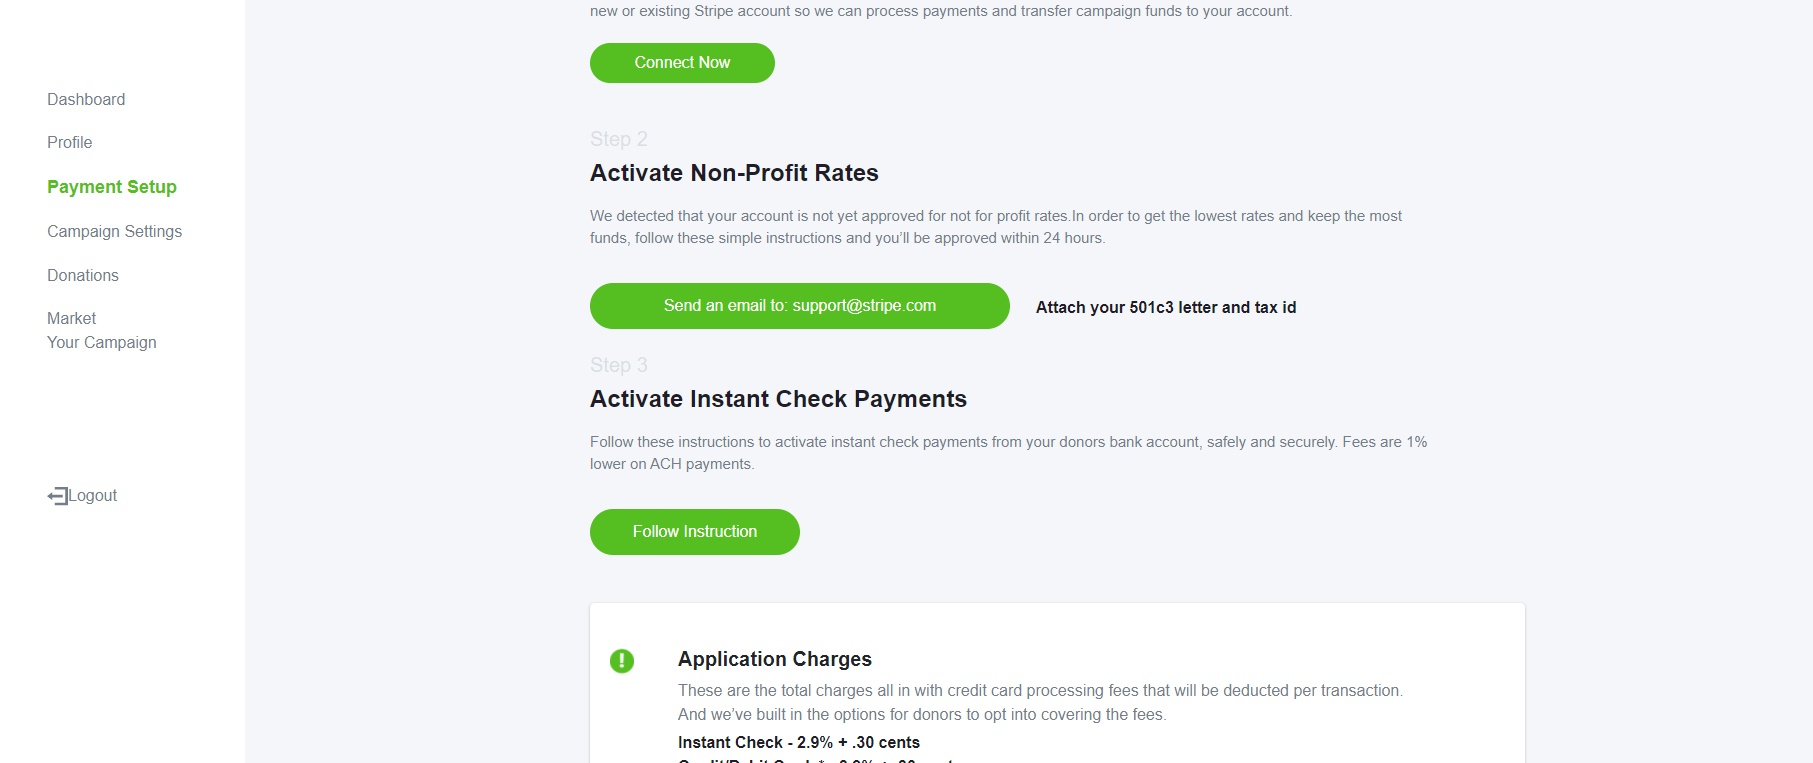 new or existing Stripe account so we can process payments and transfer campaign funds to your account.
Connect Now
Dashboard
Profile
Payment Setup
Campaign Settings
Donations
Market
Your Campaign
Logout
Step 2
Activate Non-Profit Rates
We detected that your account is not yet approved for not for profit rates.In order to get the lowest rates and keep the most
funds, follow these simple instructions and you’ll be approved within 24 hours.
Send an email to: support@stripe.com
Attach your 501c3 letter and tax id
Step 3
Activate Instant Check Payments
Follow these instructions to activate instant check payments from your donors bank account, safely and securely. Fees are 1%
lower on ACH payments.
Follow Instruction
Application Charges
These are the total charges all in with credit card processing fees that will be deducted per transaction.
And we’ve built in the options for donors to opt into covering the fees.
Instant Check - 2.9% + .30 cents